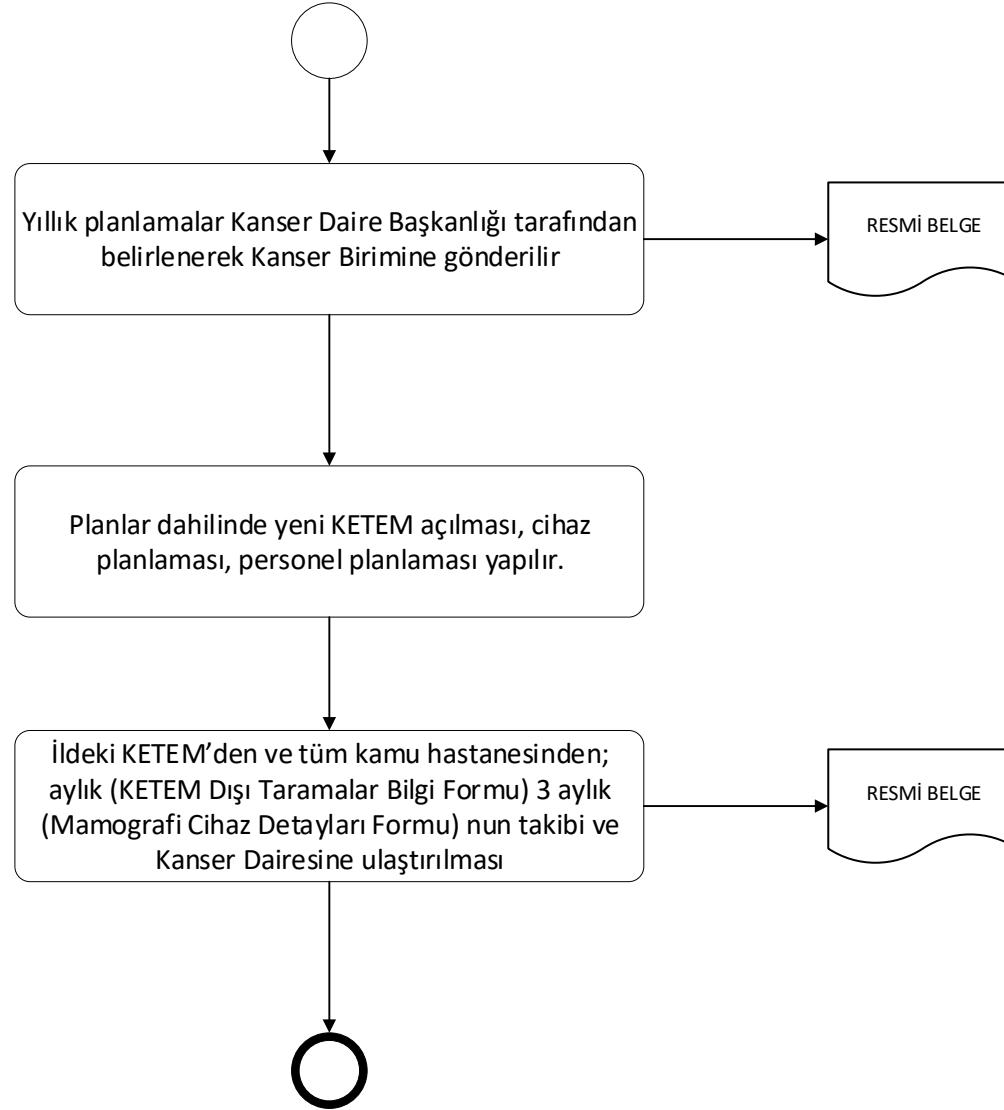 Yıllık planlamalar Kanser Daire Başkanlığı tarafından
belirlenerek Kanser Birimine gönderilir
RESMİ BELGE
Planlar dahilinde yeni KETEM açılması, cihaz
planlaması, personel planlaması yapılır.
İldeki KETEM’den ve tüm kamu hastanesinden;
aylık (KETEM Dışı Taramalar Bilgi Formu) 3 aylık
(Mamografi Cihaz Detayları Formu) nun takibi ve
Kanser Dairesine ulaştırılması
RESMİ BELGE